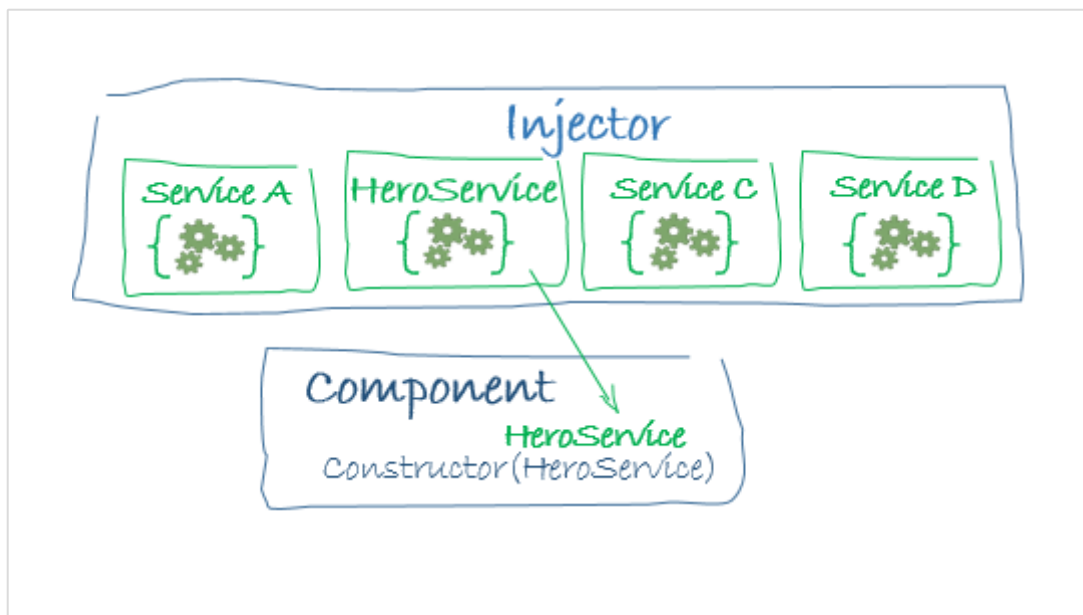 Injector
Service A
HeroService
Service C
Service D
{ }
{ }
{ }
{ }
Component
HeroService
Constructor(HeroService)